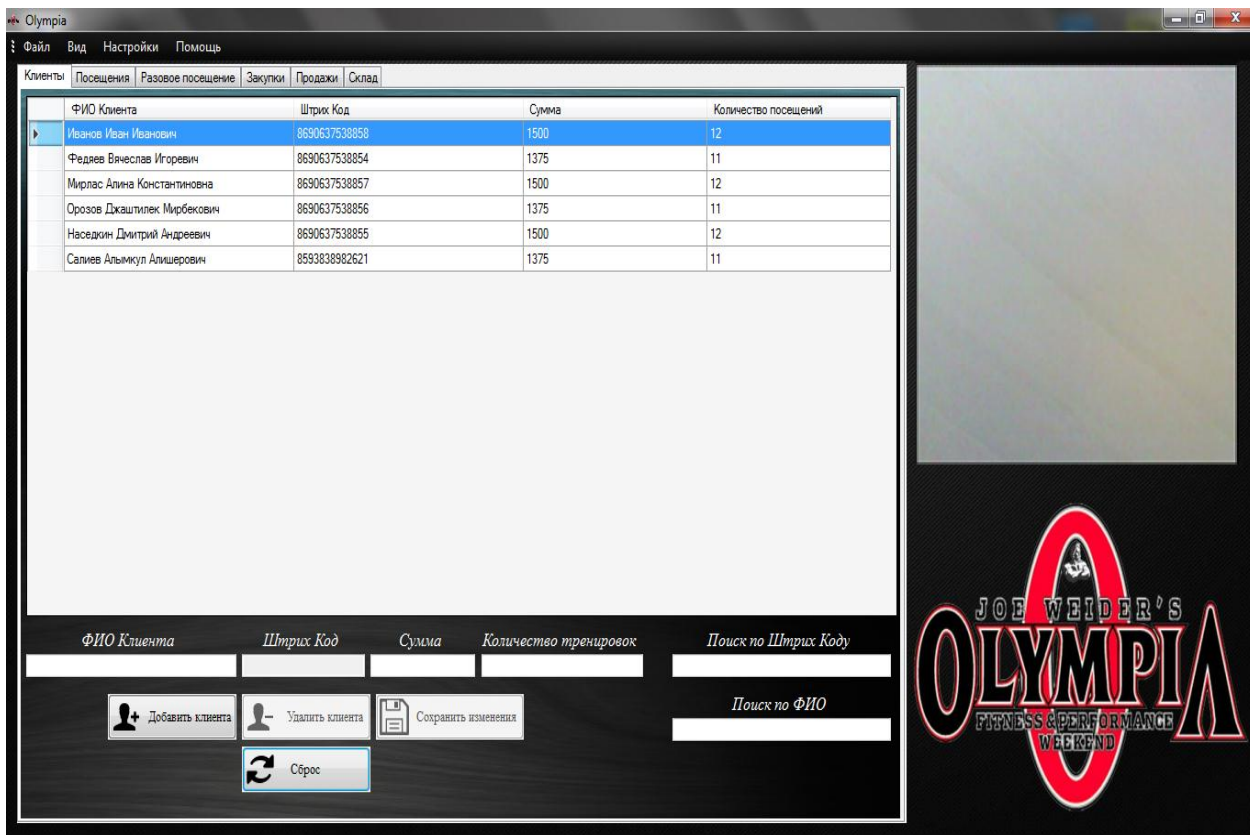 Olympia
Файл Вид Настройки Помощь
Клиенты Посещения Разовое посещение Закупки Продажи Склад
ФИО Клиента Штрих Код Сумма Количество посещений
Иванов Иван Иванович 8690637538858 1500 12
Федяев Вячеслав Игоревич 8690637538854 1375 11
Мирлас Алина Константиновна 8690637538857 1500 12
Орозов Джаштилек Мирбекович 8690637538856 1375 11
Наседкин Дмитрий Андреевич 8690637538855 1500 12
Салиев Алымкул Алишерович 8593838982621 1375 11
ФИО Клиента Штрих Код Сумма Количество тренировок Поиск по Штрих Коду
Добавить клиента Удалить клиента Сохранить изменения
Поиск по ФИО
Сброс
JOE WEIDER'S
OLYMPIA
FITNESS & PERFORMANCE
WEEKEND